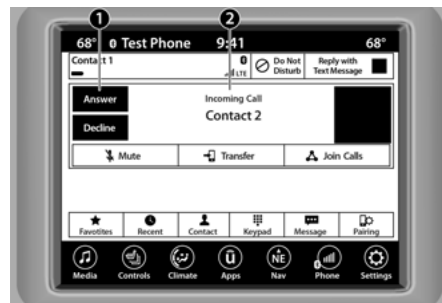 1 2
68° Test Phone 9:41 68°
Contact 1 LTE Do Not Disturb Reply with Text Message
Answer
Incoming Call
Contact 2
Decline
Mute Transfer Join Calls
Favotites Recent Contact Keypad Message Pairing
Media Controls Climate Apps Nav Phone Settings
û NE